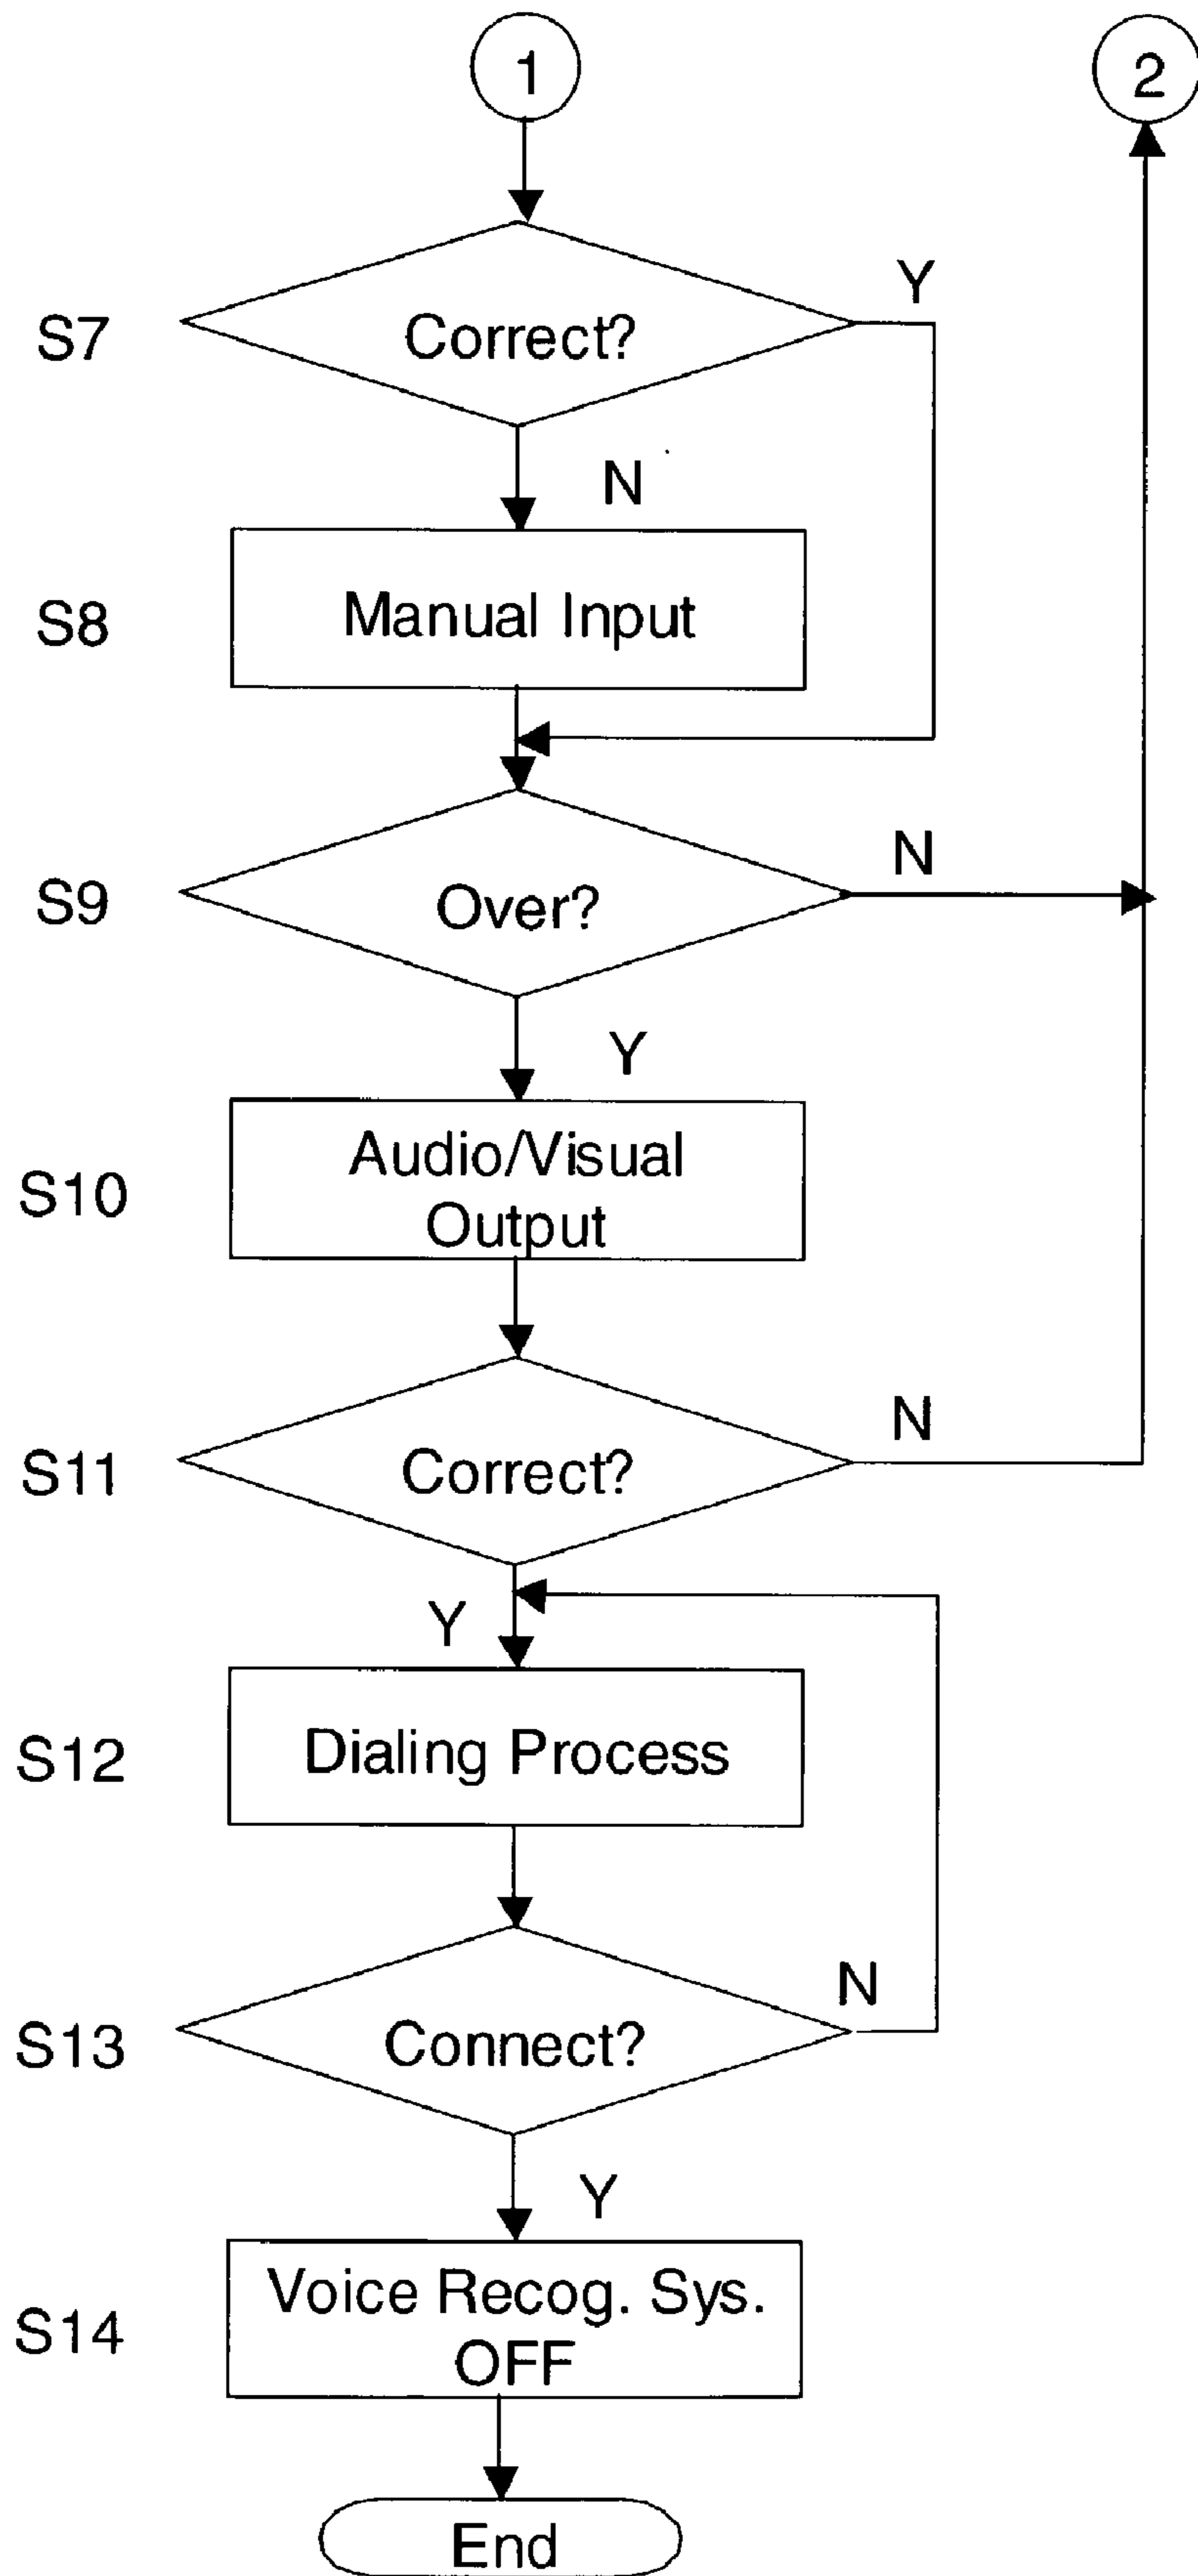 1
2
Y
S7
Correct?
N
S8
Manual Input
N
S9
Over?
Y
S10
Audio/Visual
Output
N
S11
Correct?
Y
S12
Dialing Process
N
S13
Connect?
Y
S14
Voice Recog. Sys.
OFF
End